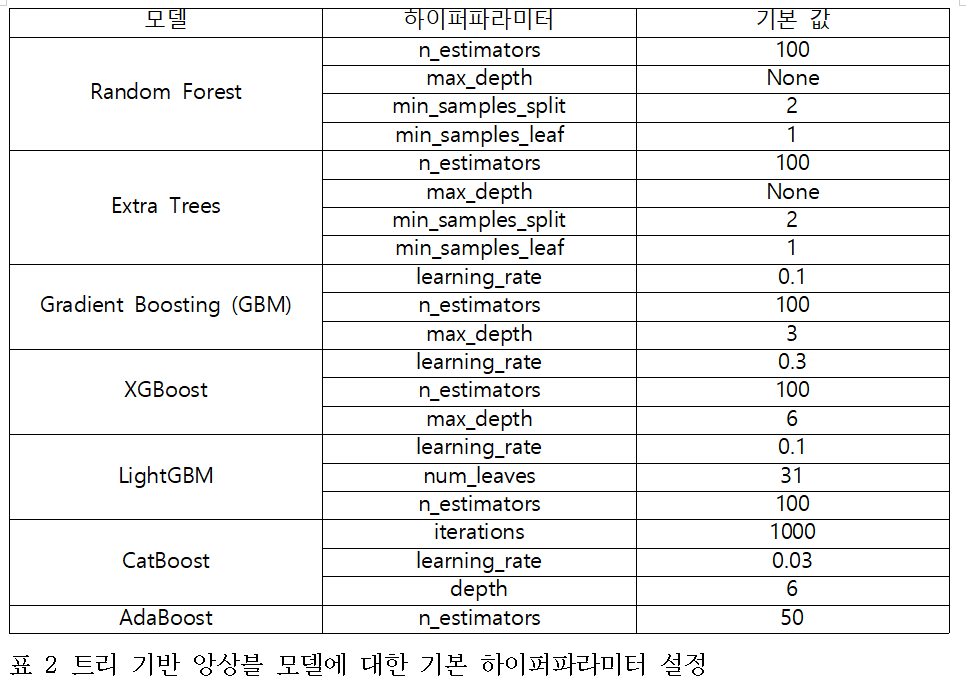 모델 하이퍼파라미터 기본 값
Random Forest n_estimators 100
max_depth None
min_samples_split 2
min_samples_leaf 1
Extra Trees n_estimators 100
max_depth None
min_samples_split 2
min_samples_leaf 1
Gradient Boosting (GBM) learning_rate 0.1
n_estimators 100
max_depth 3
XGBoost learning_rate 0.3
n_estimators 100
max_depth 6
LightGBM learning_rate 0.1
num_leaves 31
n_estimators 100
CatBoost iterations 1000
learning_rate 0.03
depth 6
AdaBoost n_estimators 50
표 2 트리 기반 앙상블 모델에 대한 기본 하이퍼파라미터 설정